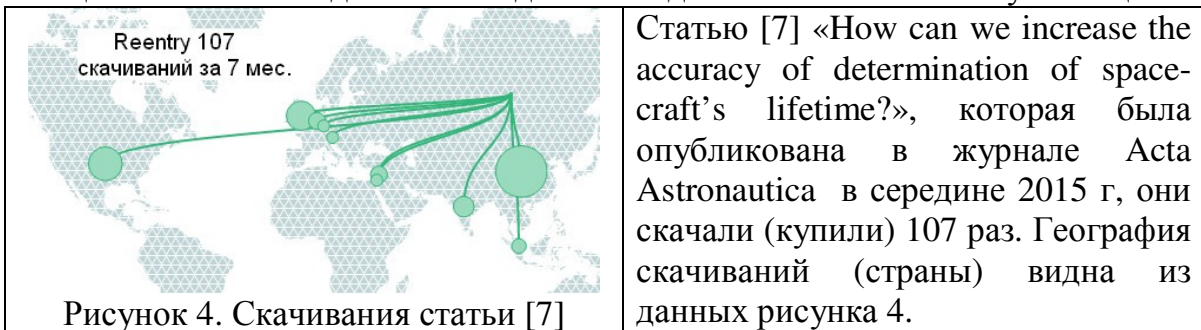 Reentry 107
скачиваний за 7 мес.
Рисунок 4. Скачивания статьи [7]
Статью [7] «How can we increase the
accuracy of determination of space-
craft's lifetime?», которая была
опубликована в журнале Acta
Astronautica в середине 2015 г, они
скачали (купили) 107 раз. География
скачиваний (страны) видна из
данных рисунка 4.